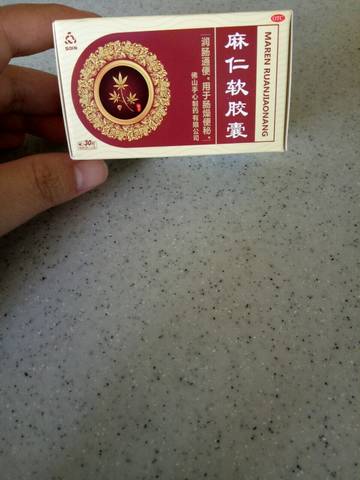 麻仁软胶囊
MAREN RUANJIAONANG
OTC
润肠通便。用于肠燥便秘。
佛山手心制药有限公司
30粒